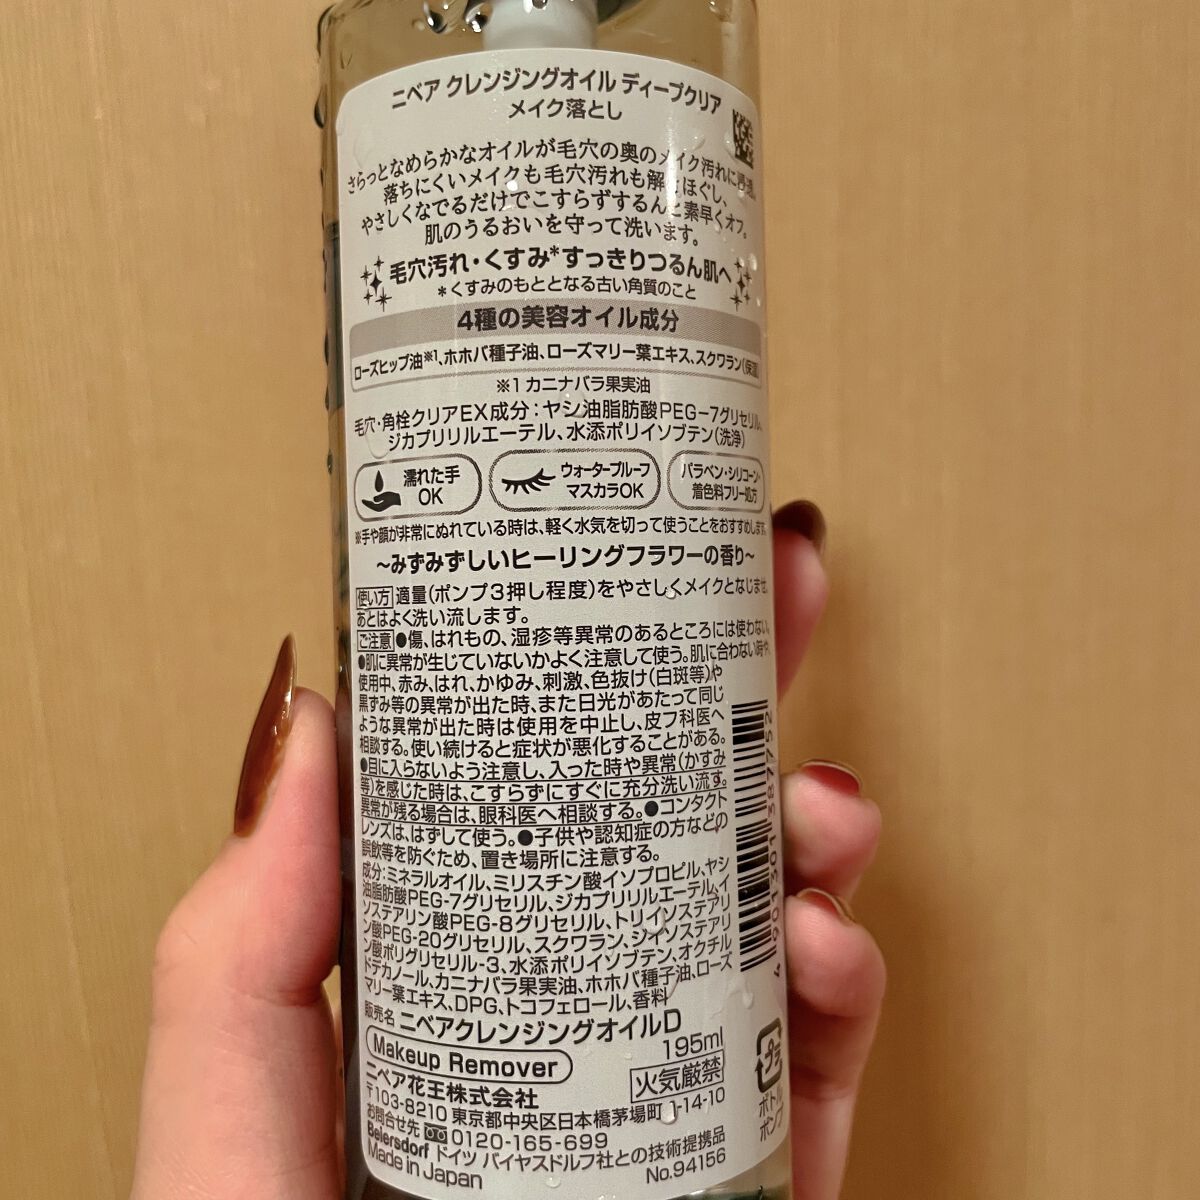 ニベア クレンジングオイル ディープクリア
メイク落とし
さらっとなめらかなオイルが毛穴の奥のメイク汚れに浸透。
落ちにくいメイクも毛穴汚れも解きほぐし、
やさしくなでるだけでこすらずするんと素早くオフ。
肌のうるおいを守って洗います。
毛穴汚れ・くすみ*すっきりつるん肌へ
*くすみのもととなる古い角質のこと
4種の美容オイル成分
ローズヒップ油※1、ホホバ種子油、ローズマリー葉エキス、スクワラン(保湿)
※1 カニナバラ果実油
毛穴・角栓クリアEX成分:ヤシ油脂肪酸PEG-7グリセリル、
ジカプリリルエーテル、水添ポリイソブテン(洗浄)
濡れた手
OK
ウォータープルーフ
マスカラOK
パラベン・シリコーン・
着色料フリー処方
※手や顔が非常にぬれている時は、軽く水気を切って使うことをおすすめします。
〜みずみずしいヒーリングフラワーの香り〜
使い方 適量(ポンプ3押し程度)をやさしくメイクとなじませ、
あとはよく洗い流します。
ご注意 ●傷、はれもの、湿疹等異常のあるところには使わない。
●肌に異常が生じていないかよく注意して使う。肌に合わない時や、
使用中、赤み、はれ、かゆみ、刺激、色抜け(白斑等)や
黒ずみ等の異常が出た時、また日光があたって同じ
ような異常が出た時は使用を中止し、皮フ科医へ
相談する。使い続けると症状が悪化することがある。
●目に入らないよう注意し、入った時や異常(かすみ
等)を感じた時は、こすらずにすぐに充分洗い流す。
異常が残る場合は、眼科医へ相談する。●コンタクト
レンズは、はずして使う。●子供や認知症の方などの
誤飲等を防ぐため、置き場所に注意する。
成分:ミネラルオイル、ミリスチン酸イソプロピル、ヤシ
油脂肪酸PEG-7グリセリル、ジカプリリルエーテル、イ
ソステアリン酸PEG-8グリセリル、トリイソステアリ
ン酸PEG-20グリセリル、スクワラン、ジイソステアリ
ン酸ポリグリセリル-3、水添ポリイソブテン、オクチル
ドデカノール、カニナバラ果実油、ホホバ種子油、ローズ
マリー葉エキス、DPG、トコフェロール、香料
販売名 ニベアクレンジングオイルD
Makeup Remover
195ml
火気厳禁
ニベア花王株式会社
〒103-8210 東京都中央区日本橋茅場町1-14-10
お問合せ先 0120-165-699
Beiersdorf ドイツ バイヤスドルフ社との技術提携品
Made in Japan
No.94156
4 901301 387752
プラ
ボトル
ポンプ